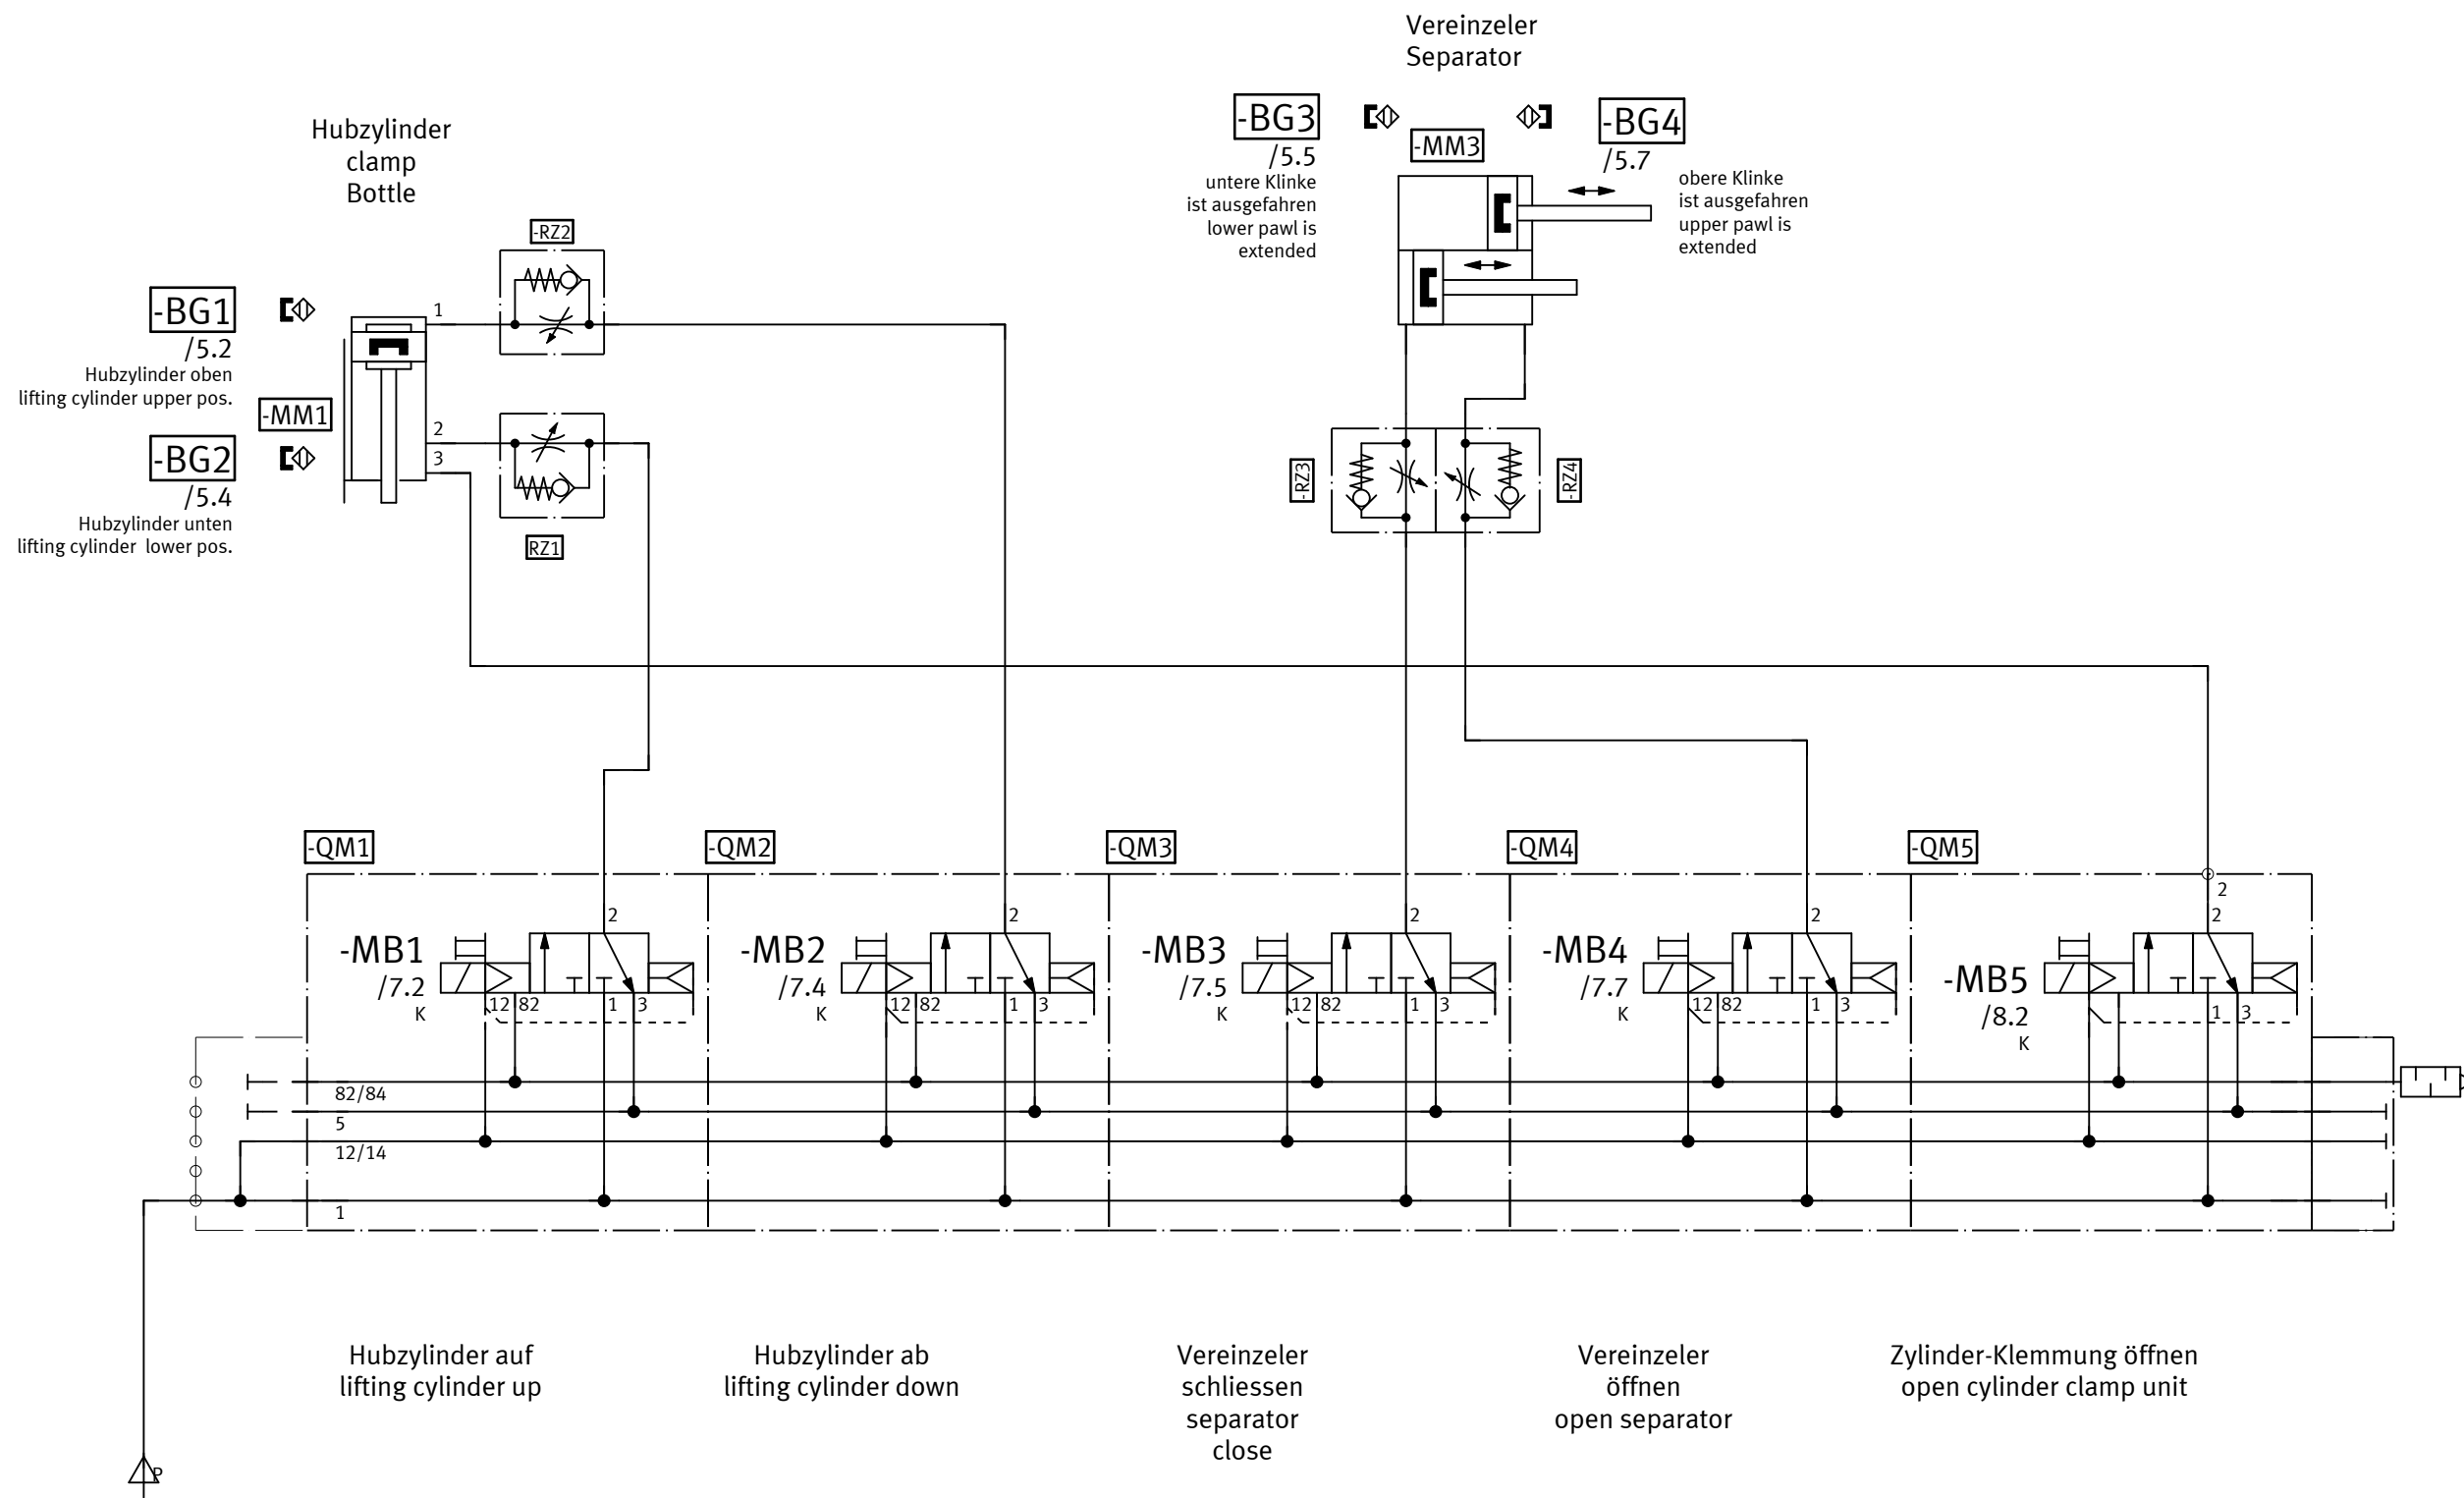 Vereinzeler
Separator
-BG3
/5.5
untere Klinke
ist ausgefahren
lower pawl is
extended
-MM3
-BG4
/5.7
obere Klinke
ist ausgefahren
upper pawl is
extended
Hubzylinder
clamp
Bottle
-RZ2
-BG1
/5.2
Hubzylinder oben
lifting cylinder upper pos.
-MM1
-BG2
/5.4
Hubzylinder unten
lifting cylinder lower pos.
1
2
3
RZ1
-RZ3
-RZ4
-QM1
-QM2
-QM3
-QM4
-QM5
-MB1
/7.2
K
2
12 82 1 3
-MB2
/7.4
K
2
12 82 1 3
-MB3
/7.5
K
2
12 82 1 3
-MB4
/7.7
K
2
12 82 1 3
-MB5
/8.2
K
2
2
1 3
82/84
5
12/14
1
Hubzylinder auf
lifting cylinder up
Hubzylinder ab
lifting cylinder down
Vereinzeler
schliessen
separator
close
Vereinzeler
öffnen
open separator
Zylinder-Klemmung öffnen
open cylinder clamp unit
P